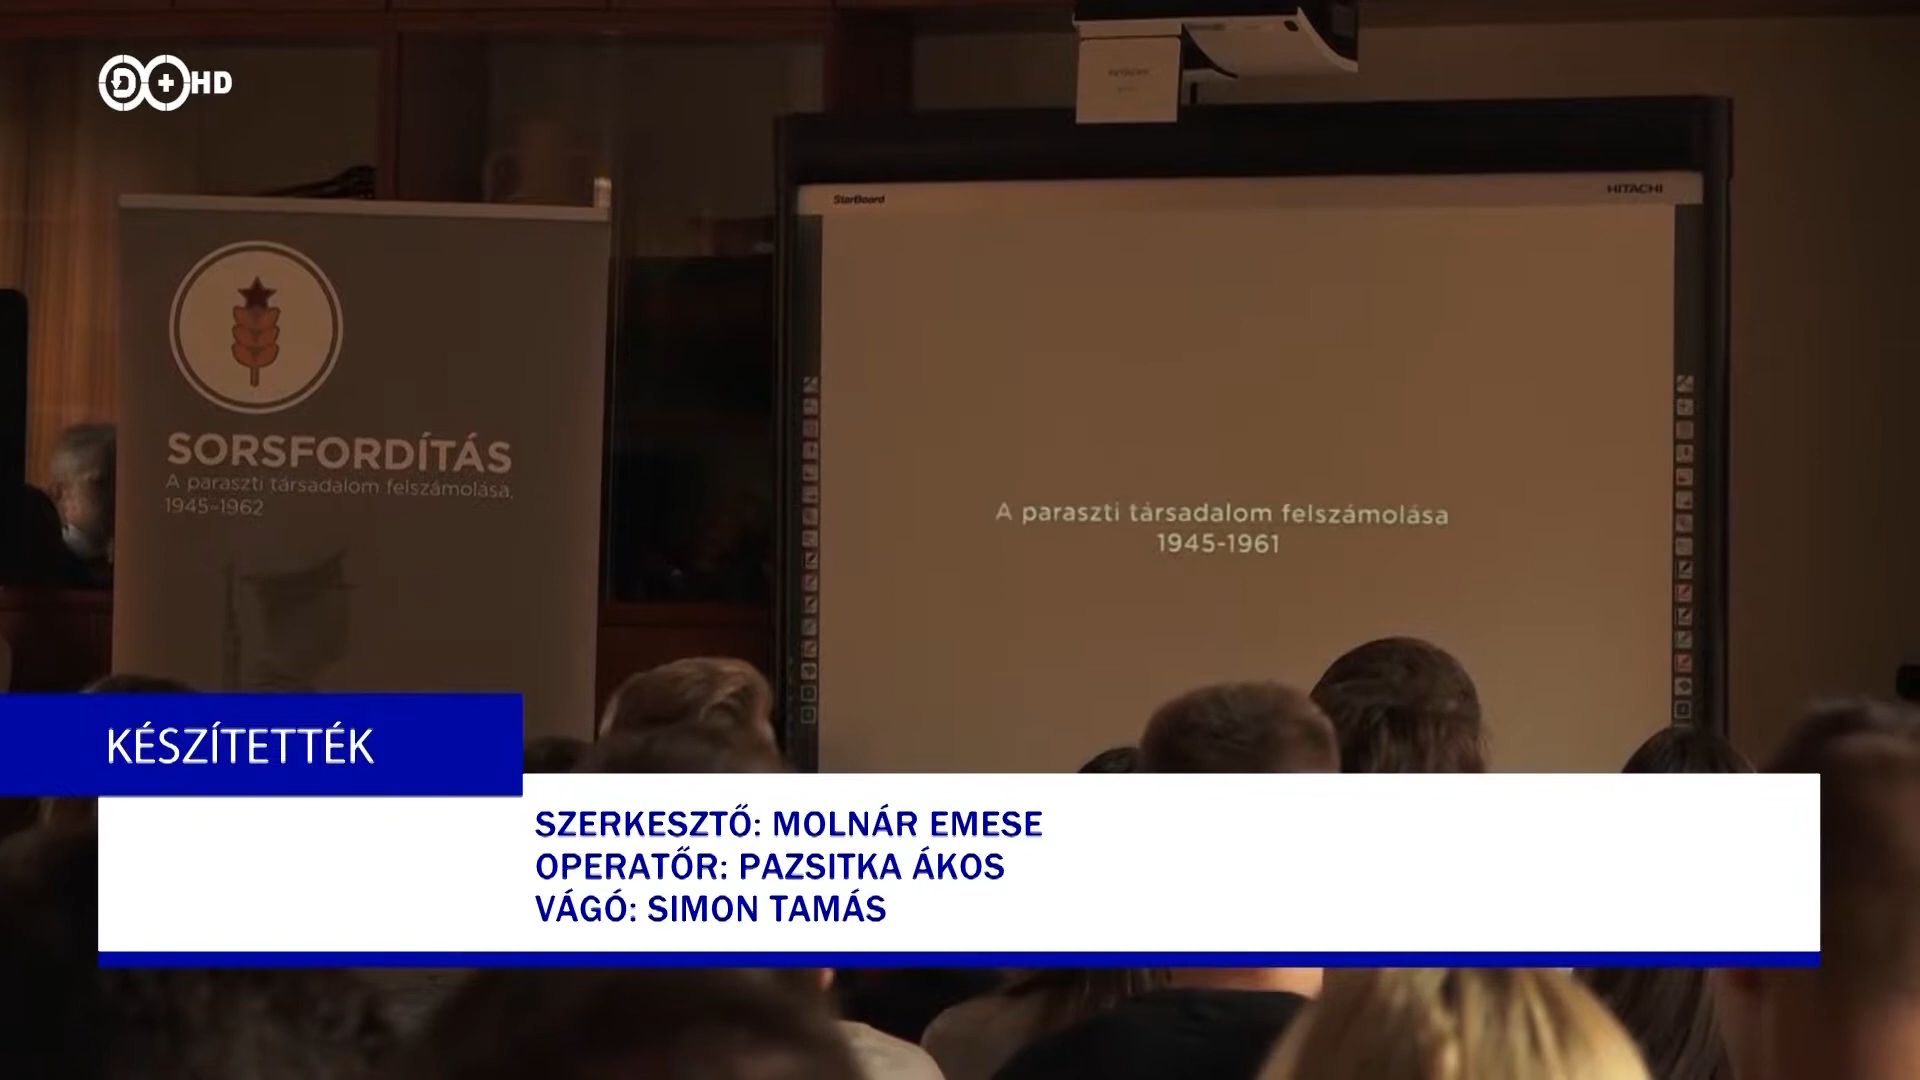 Đ+HD
HITACHI
StarBoard
HITACHI
SORSFORDÍTÁS
A paraszti társadalom felszámolása,
1945–1962
A paraszti társadalom felszámolása
1945-1961
KÉSZÍTETTÉK
SZERKESZTŐ: MOLNÁR EMESE
OPERATŐR: PAZSITKA ÁKOS
VÁGÓ: SIMON TAMÁS